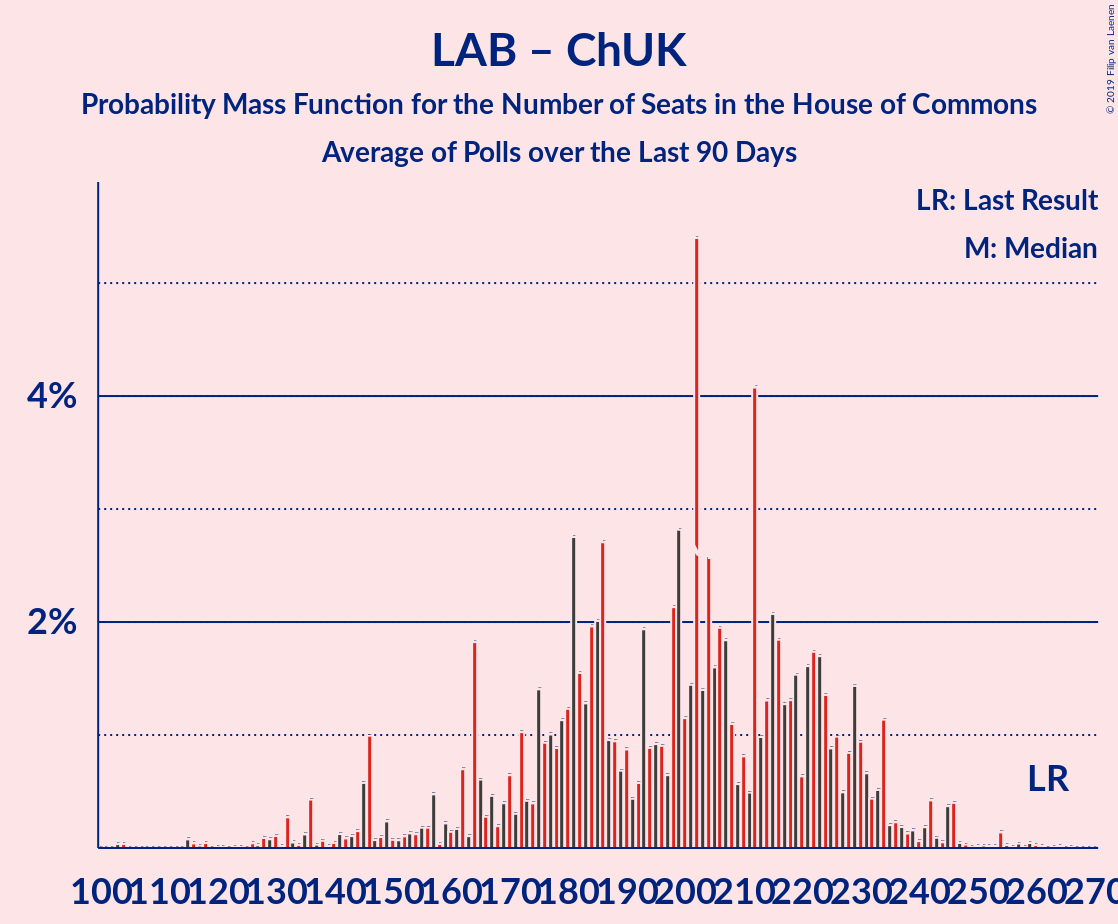 LAB – ChUK
Probability Mass Function for the Number of Seats in the House of Commons
Average of Polls over the Last 90 Days
© 2019 Filip van Laenen
LR: Last Result
M: Median
4%
2%
LR
100 110 120 130 140 150 160 170 180 190 200 210 220 230 240 250 260 270